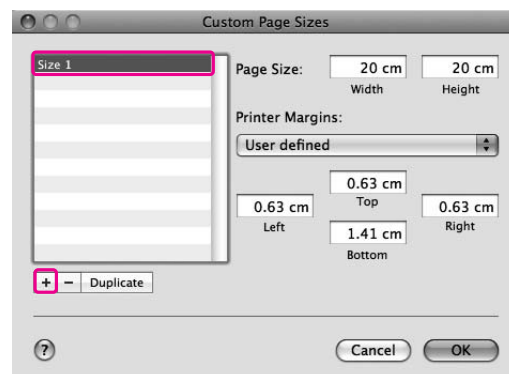 Custom Page Sizes
Size 1
Page Size: 20 cm 20 cm
Width Height
Printer Margins:
User defined
0.63 cm
Top
0.63 cm 0.63 cm
Left Right
1.41 cm
Bottom
+ − Duplicate
? Cancel OK